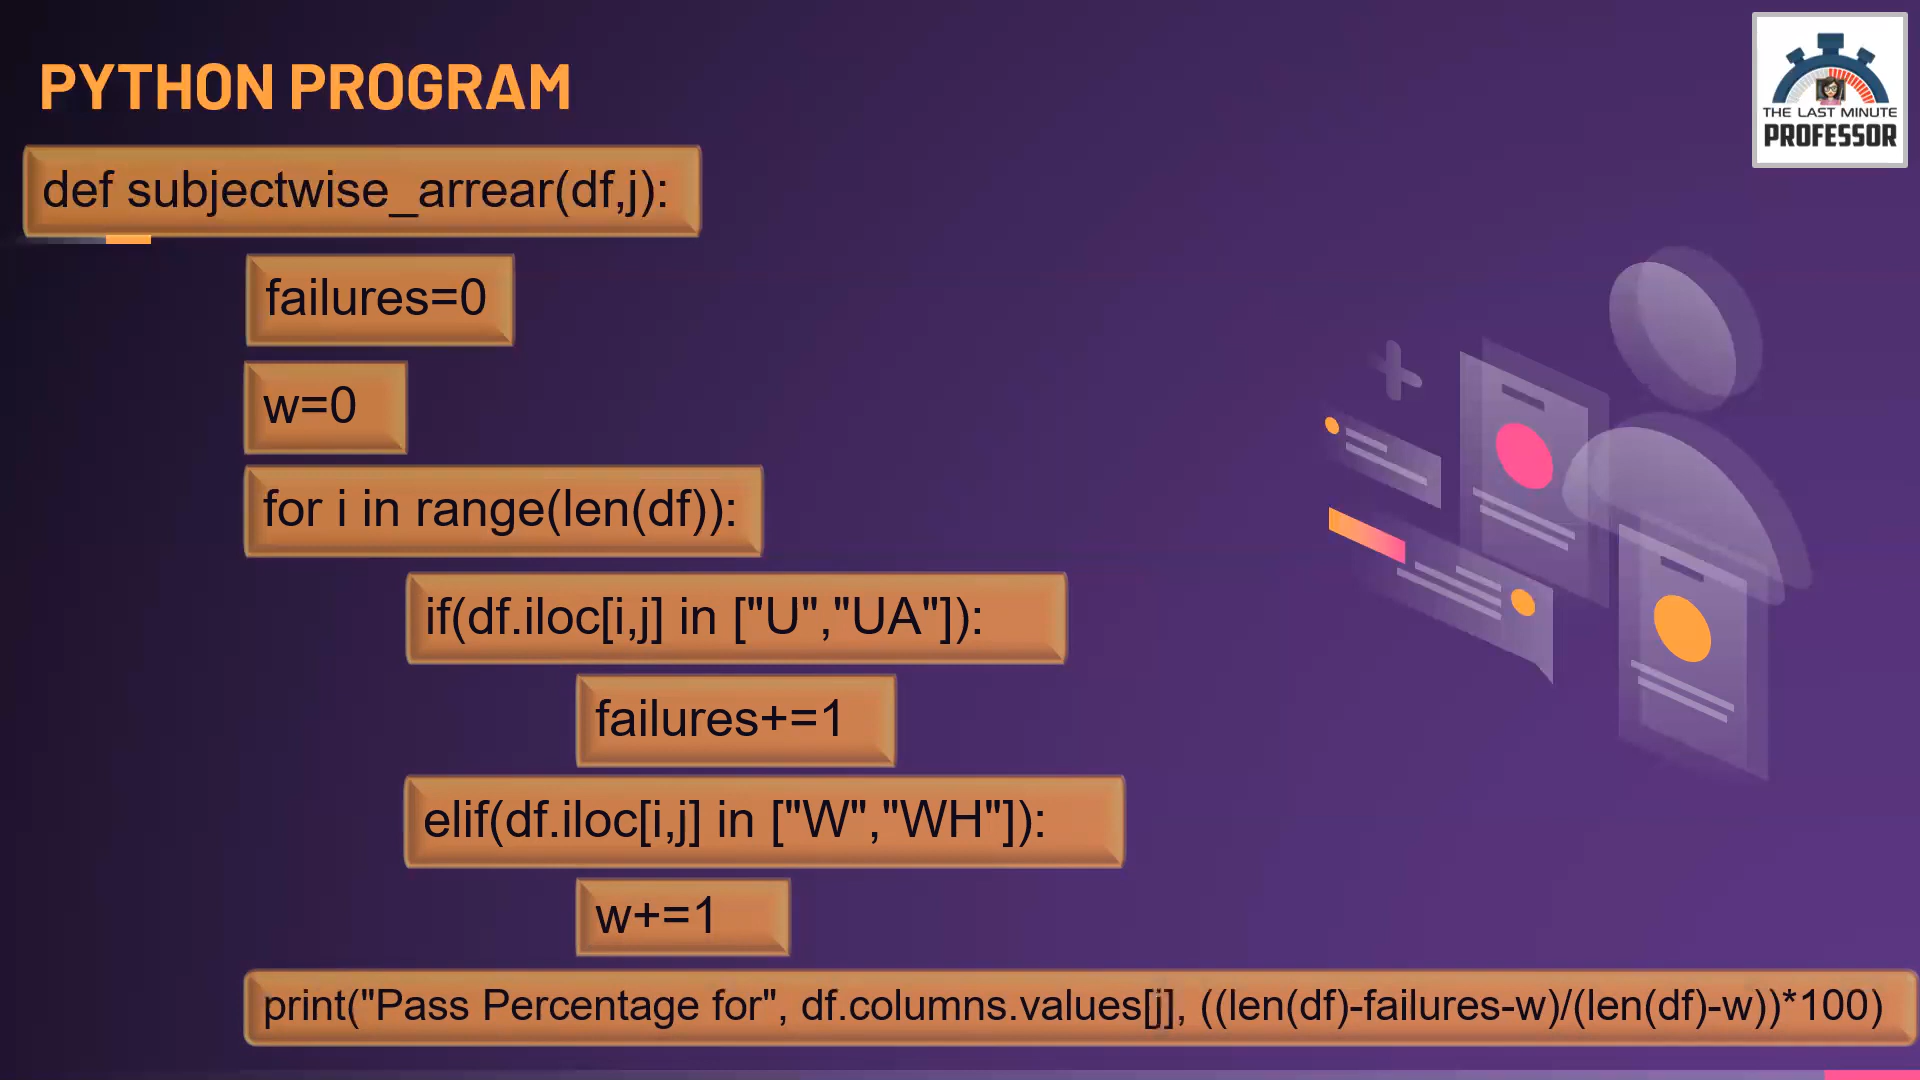 PYTHON PROGRAM
THE LAST MINUTE
PROFESSOR
def subjectwise_arrear(df,j):
failures=0
w=0
for i in range(len(df)):
if(df.iloc[i,j] in ["U","UA"]):
failures+=1
elif(df.iloc[i,j] in ["W","WH"]):
w+=1
print("Pass Percentage for", df.columns.values[j], ((len(df)-failures-w)/(len(df)-w))*100)